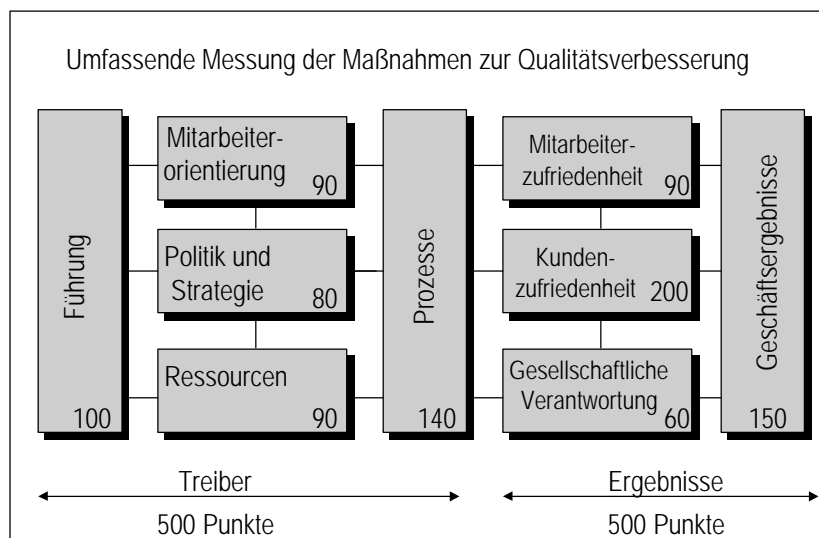 Umfassende Messung der Maßnahmen zur Qualitätsverbesserung
Führung
100
Mitarbeiter-
orientierung
90
Politik und
Strategie
80
Ressourcen
90
Prozesse
140
Mitarbeiter-
zufriedenheit
90
Kunden-
zufriedenheit
200
Gesellschaftliche
Verantwortung
60
Geschäftsergebnisse
150
Treiber
500 Punkte
Ergebnisse
500 Punkte